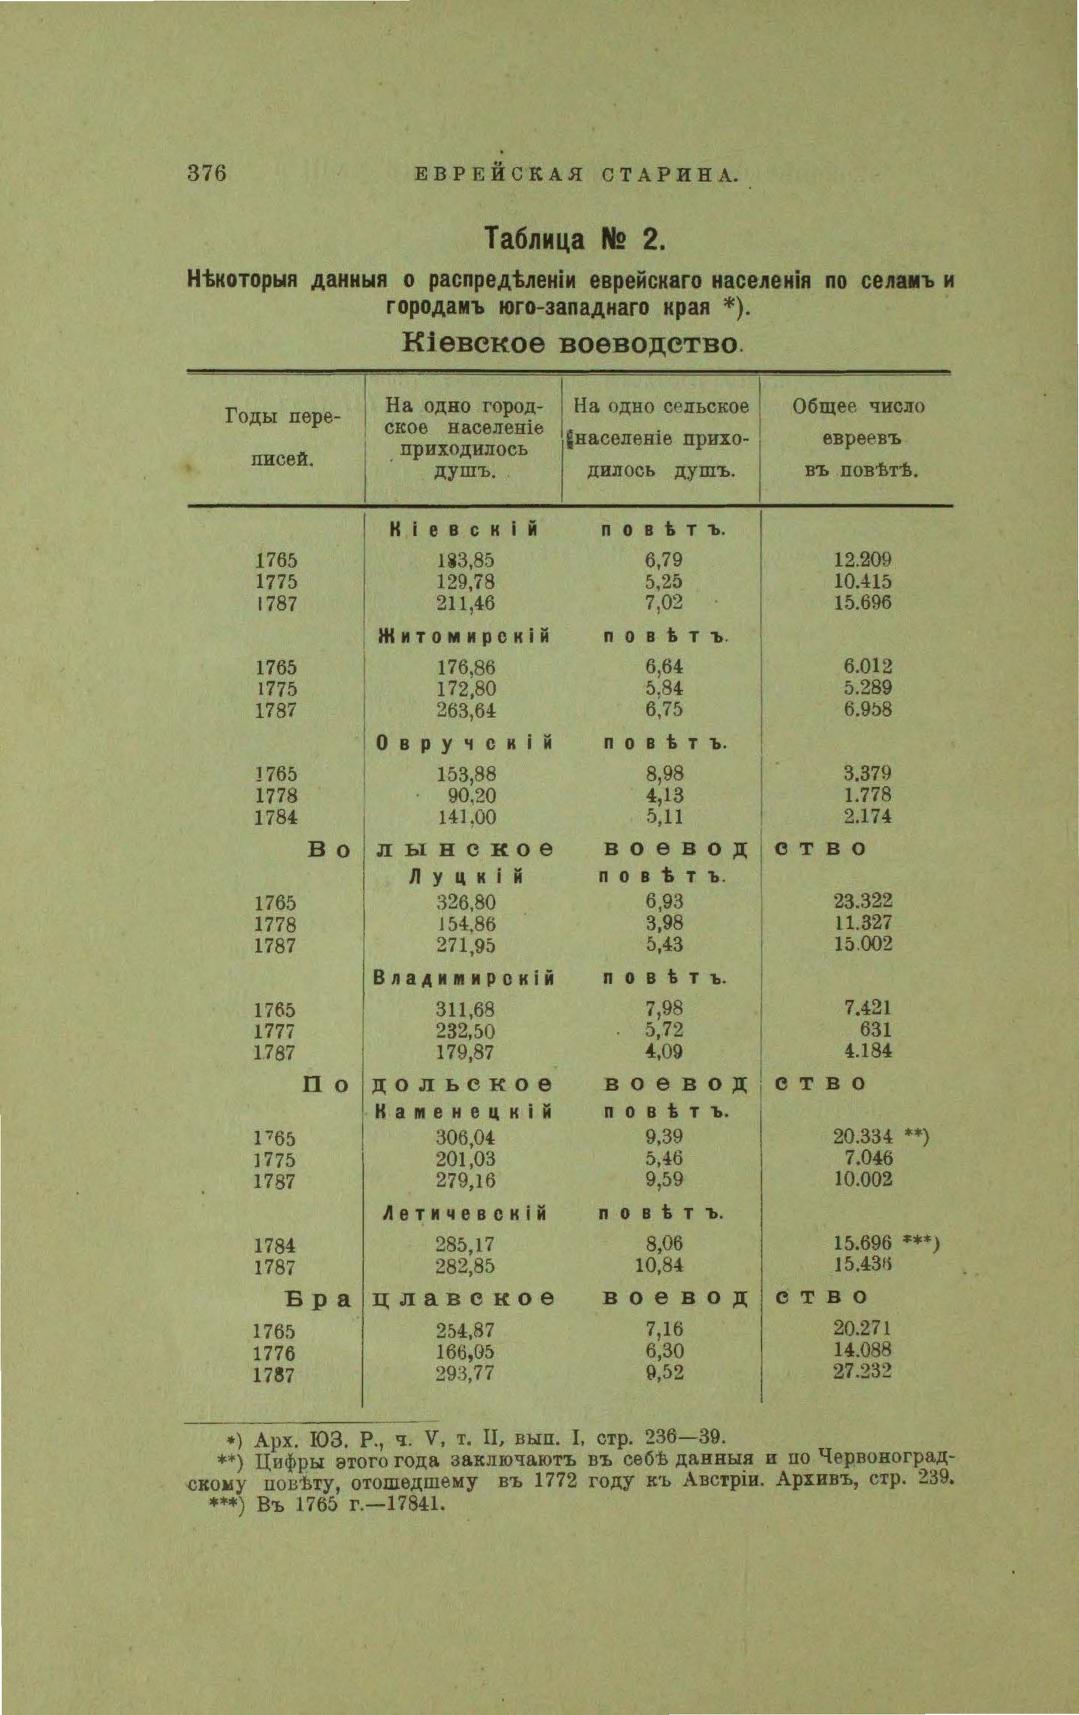 376 ЕВРЕЙСКАЯ СТАРИНА.
Таблица № 2.
Нѣкоторыя данныя о распредѣленіи еврейскаго населенія по селамъ и
городамъ юго-западнаго края *).
Кіевское воеводство.
Годы пере-
писей.
На одно город-
ское населеніе
приходилось
душъ.
На одно сельское
населеніе прихо-
дилось душъ.
Общее число
евреевъ
въ повѣтѣ.
Кіевскій повѣтъ.
1765 183,85 6,79 12.209
1775 129,78 5,25 10.415
1787 211,46 7,02 15.696
Житомирскій повѣтъ.
1765 176,86 6,64 6.012
1775 172,80 5,84 5.289
1787 263,64 6,75 6.958
Овручскій повѣтъ.
1765 153,88 8,98 3.379
1778 90,20 4,13 1.778
1784 141,00 5,11 2.174
Волынское воеводство
Луцкій повѣтъ.
1765 326,80 6,93 23.322
1778 154,86 3,98 11.327
1787 271,95 5,43 15.002
Владимирскій повѣтъ.
1765 311,68 7,98 7.421
1777 232,50 5,72 631
1787 179,87 4,09 4.184
Подольское воеводство
Каменецкій повѣтъ.
1765 306,04 9,39 20.334 **)
1775 201,03 5,46 7.046
1787 279,16 9,59 10.002
Летичевскій повѣтъ.
1784 285,17 8,06 15.696 ***)
1787 282,85 10,84
Брацлавское воеводство
1765 254,87 7,16 20.271
1776 166,05 6,30 14.088
1787 293,77 9,52 27.232
*) Арх. ЮЗ. Р., ч. V, т. II, вып. I, стр. 236—39.
**) Цифры этого года заключаютъ въ себѣ данныя и по Червоноград-
скому повѣту, отошедшему въ 1772 году къ Австріи. Архивъ, стр. 239.
***) Въ 1765 г.—17841.